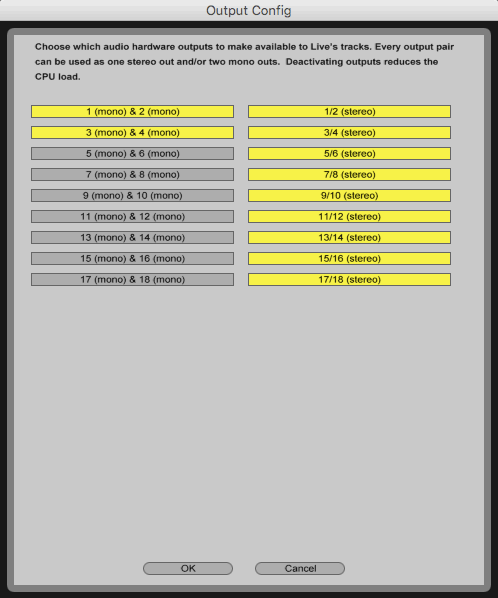 Output Config
Choose which audio hardware outputs to make available to Live's tracks. Every output pair
can be used as one stereo out and/or two mono outs.  Deactivating outputs reduces the
CPU load.
1 (mono) & 2 (mono)
1/2 (stereo)
3 (mono) & 4 (mono)
3/4 (stereo)
5 (mono) & 6 (mono)
5/6 (stereo)
7 (mono) & 8 (mono)
7/8 (stereo)
9 (mono) & 10 (mono)
9/10 (stereo)
11 (mono) & 12 (mono)
11/12 (stereo)
13 (mono) & 14 (mono)
13/14 (stereo)
15 (mono) & 16 (mono)
15/16 (stereo)
17 (mono) & 18 (mono)
17/18 (stereo)
OK
Cancel